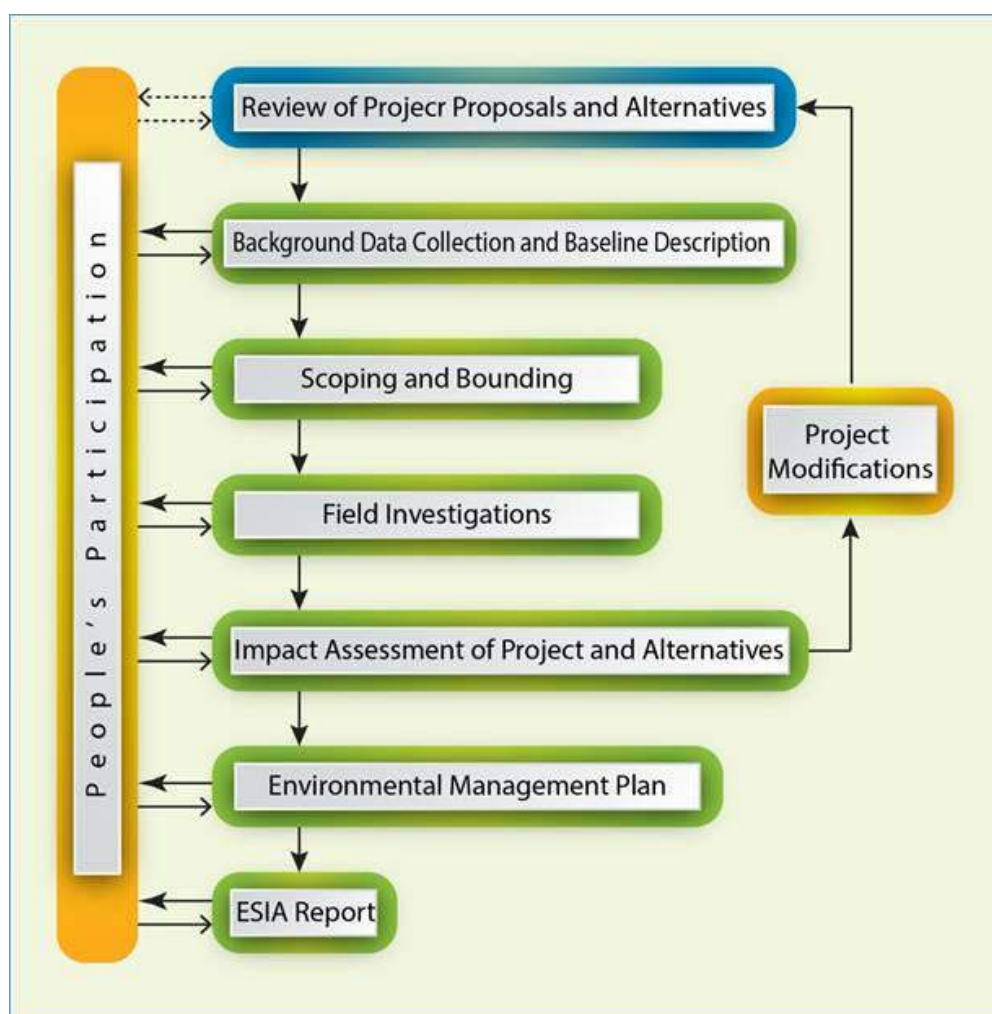 Review of Projecr Proposals and Alternatives
Background Data Collection and Baseline Description
Scoping and Bounding
Field Investigations
Impact Assessment of Project and Alternatives
Environmental Management Plan
ESIA Report
People's Participation
Project
Modifications